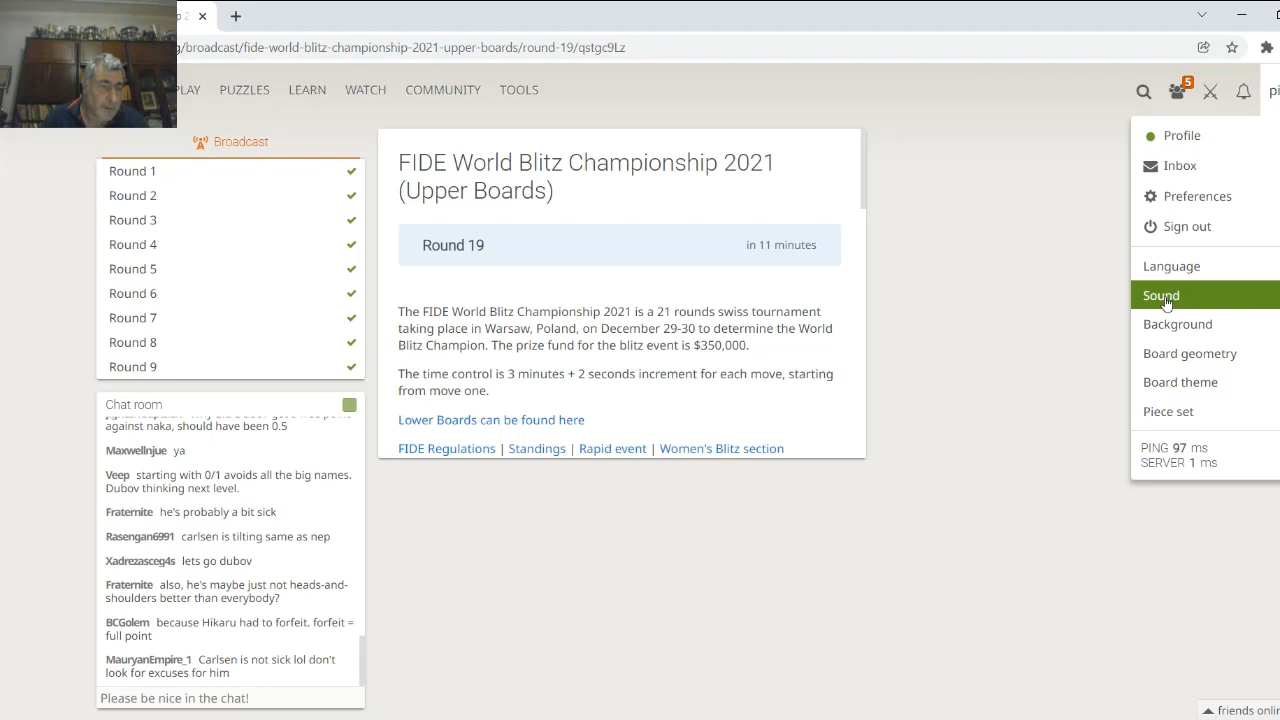 g/broadcast/fide-world-blitz-championship-2021-upper-boards/round-19/qstgc9Lz
PLAY PUZZLES LEARN WATCH COMMUNITY TOOLS
5
pi
Broadcast
Round 1
Round 2
Round 3
Round 4
Round 5
Round 6
Round 7
Round 8
Round 9
Chat room
against naka, should have been 0.5
Maxwellnjue ya
Veep starting with 0/1 avoids all the big names.
Dubov thinking next level.
Fraternite he's probably a bit sick
Rasengan6991 carlsen is tilting same as nep
Xadrezasceg4s lets go dubov
Fraternite also, he's maybe just not heads-and-
shoulders better than everybody?
BCGolem because Hikaru had to forfeit. forfeit =
full point
MauryanEmpire_1 Carlsen is not sick lol don't
look for excuses for him
Please be nice in the chat!
FIDE World Blitz Championship 2021
(Upper Boards)
Round 19 in 11 minutes
The FIDE World Blitz Championship 2021 is a 21 rounds swiss tournament
taking place in Warsaw, Poland, on December 29-30 to determine the World
Blitz Champion. The prize fund for the blitz event is $350,000.
The time control is 3 minutes + 2 seconds increment for each move, starting
from move one.
Lower Boards can be found here
FIDE Regulations | Standings | Rapid event | Women's Blitz section
Profile
Inbox
Preferences
Sign out
Language
Sound
Background
Board geometry
Board theme
Piece set
PING 97 ms
SERVER 1 ms
friends onlin